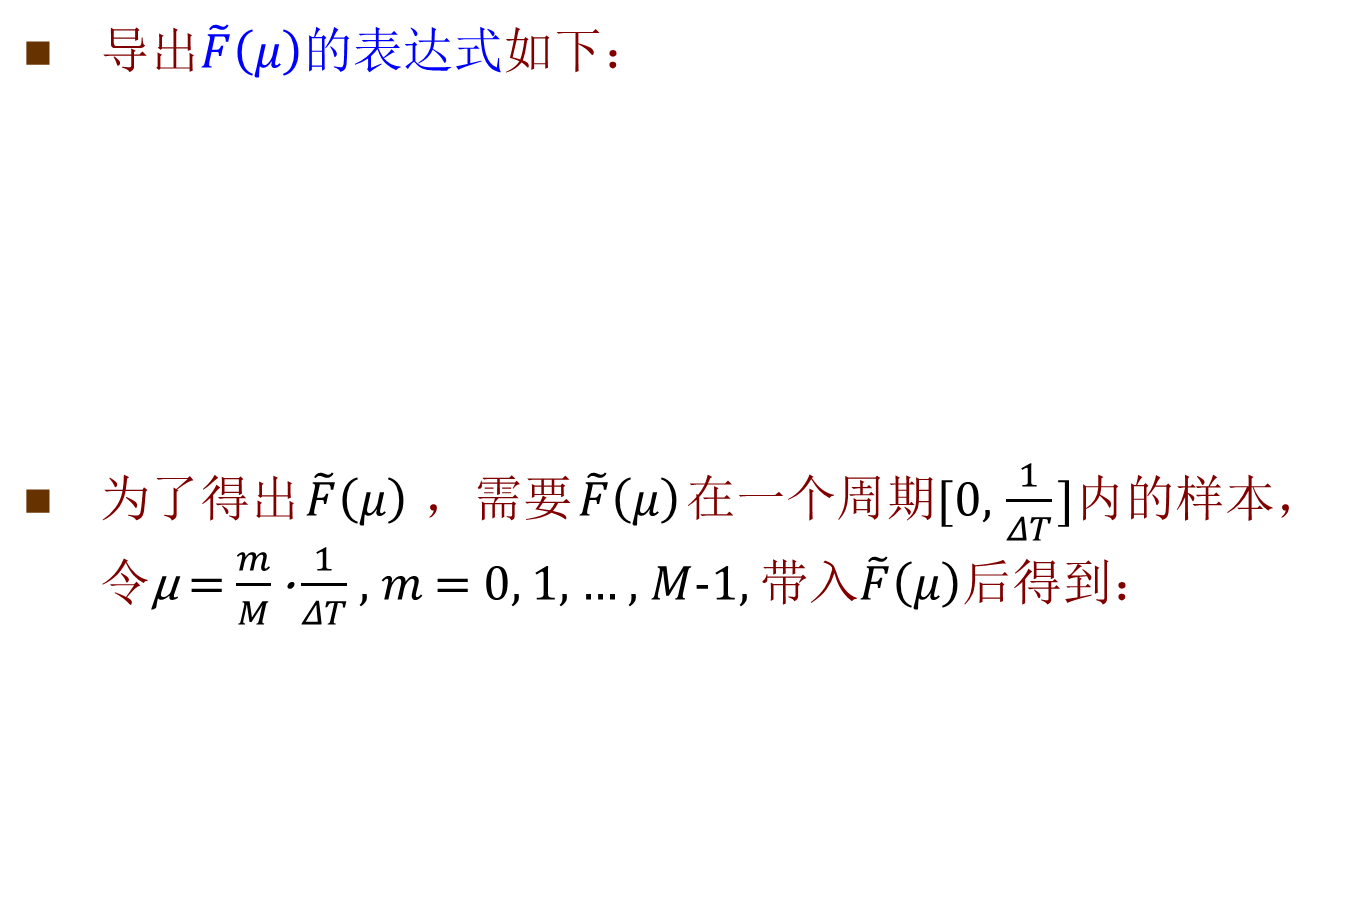 ■ 导出F̃(μ)的表达式如下：
■ 为了得出F̃(μ)，需要F̃(μ)在一个周期[0, 1/ΔT]内的样本，
令μ = m/M · 1/ΔT , m = 0, 1, … , M-1, 带入F̃(μ)后得到：